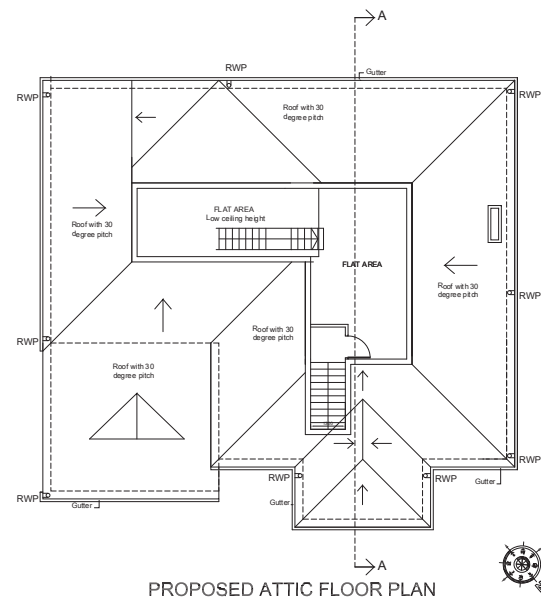 A
RWP
Gutter
RWP
RWP
Roof with 30
degree pitch
FLAT AREA
Low ceiling height
Roof with 30
degree pitch
FLAT AREA
Roof with 30
degree pitch
RWP
Roof with 30
degree pitch
RWP
Roof with 30
degree pitch
RWP
RWP
RWP
RWP
Gutter
Gutter
Gutter
A
PROPOSED ATTIC FLOOR PLAN